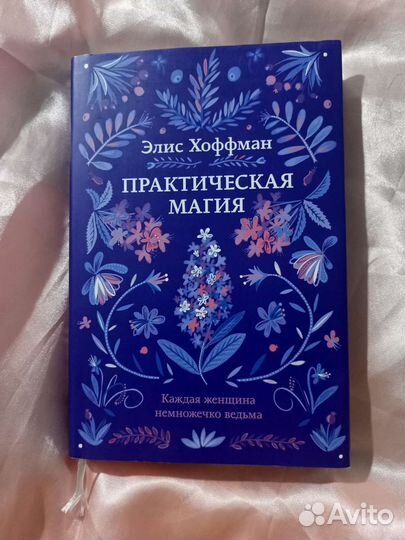 Элис Хоффман
ПРАКТИЧЕСКАЯ
МАГИЯ
Каждая женщина
немножечко ведьма
Avito